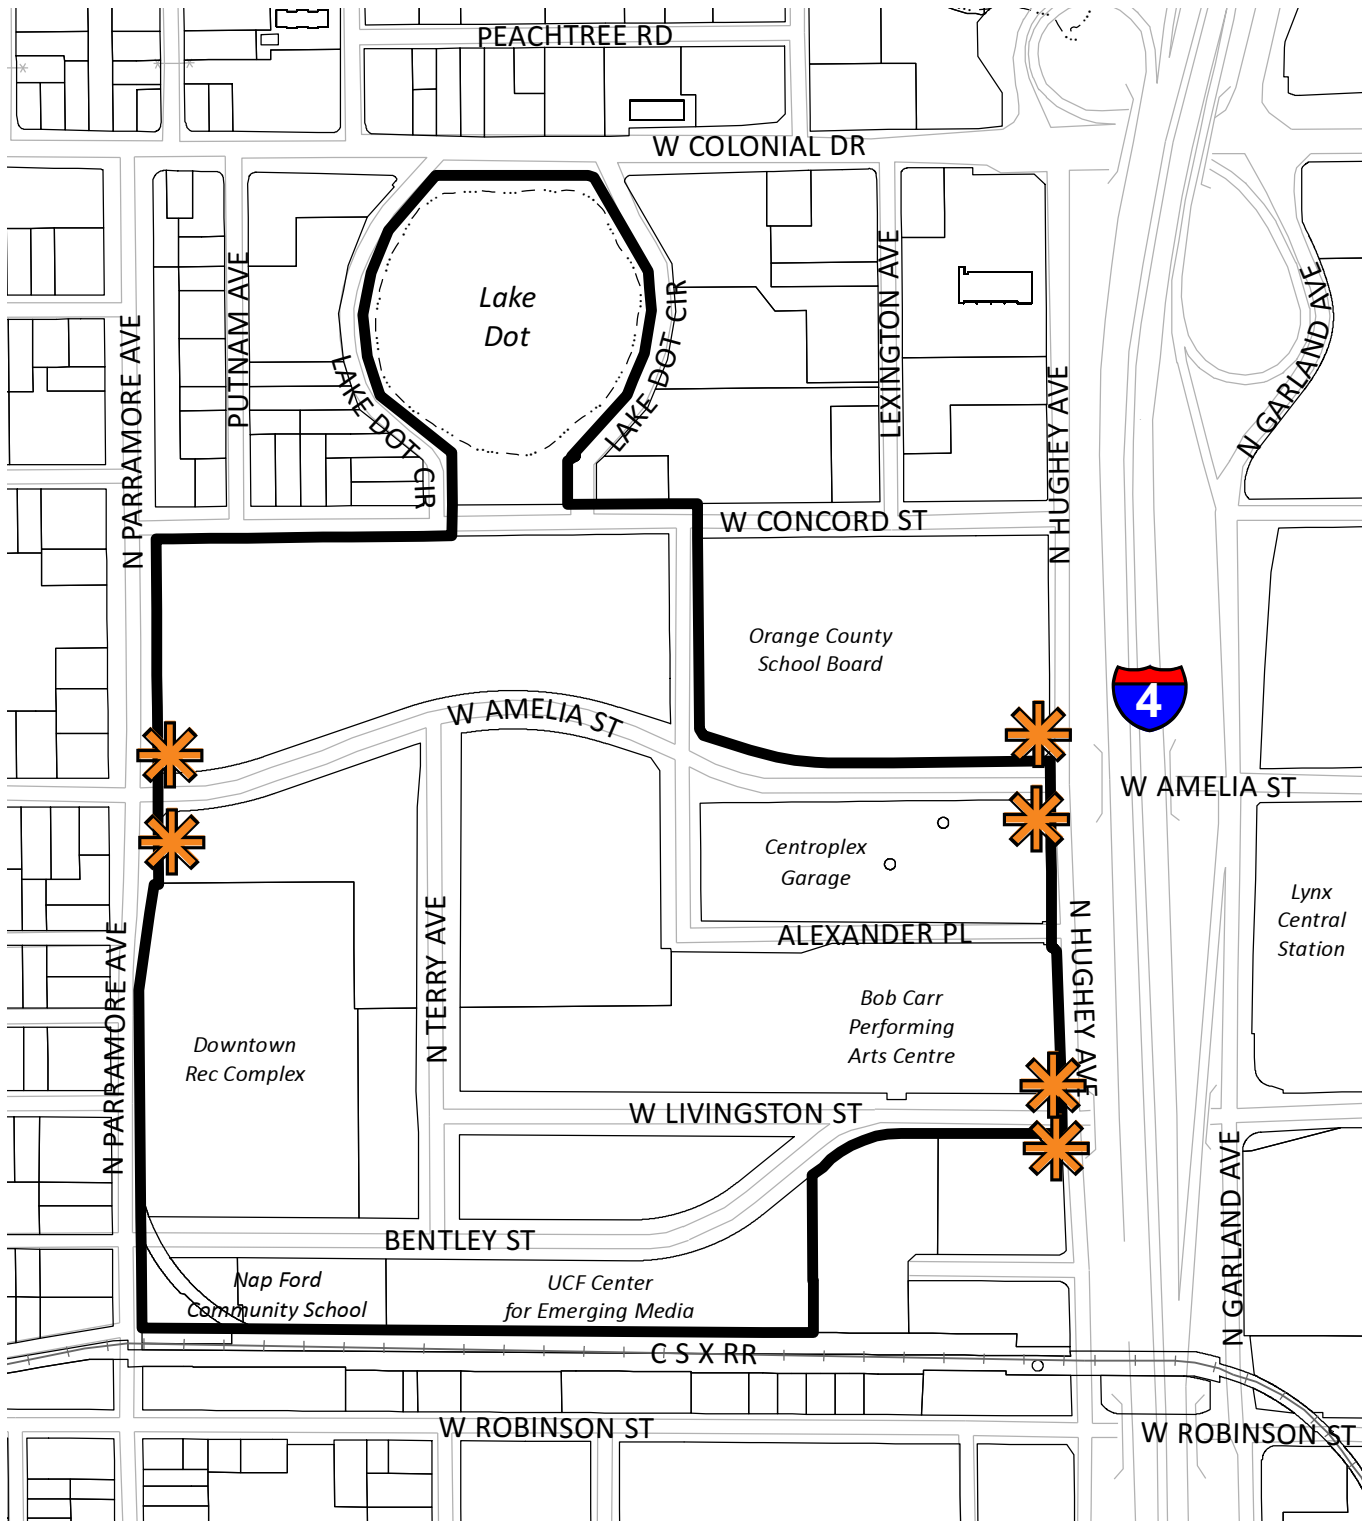 PEACHTREE RD
W COLONIAL DR
Lake
Dot
PUTNAM AVE
N PARRAMORE AVE
LAKE DOT CIR
LAKE DOT CIR
LEXINGTON AVE
N HUGHEY AVE
N GARLAND AVE
W CONCORD ST
Orange County
School Board
4
W AMELIA ST
W AMELIA ST
Centroplex
Garage
Lynx
Central
Station
ALEXANDER PL
N TERRY AVE
N PARRAMORE AVE
N HUGHEY AVE
Bob Carr
Performing
Arts Centre
Downtown
Rec Complex
W LIVINGSTON ST
N GARLAND AVE
BENTLEY ST
Nap Ford
Community School
UCF Center
for Emerging Media
C S X RR
W ROBINSON ST
W ROBINSON ST